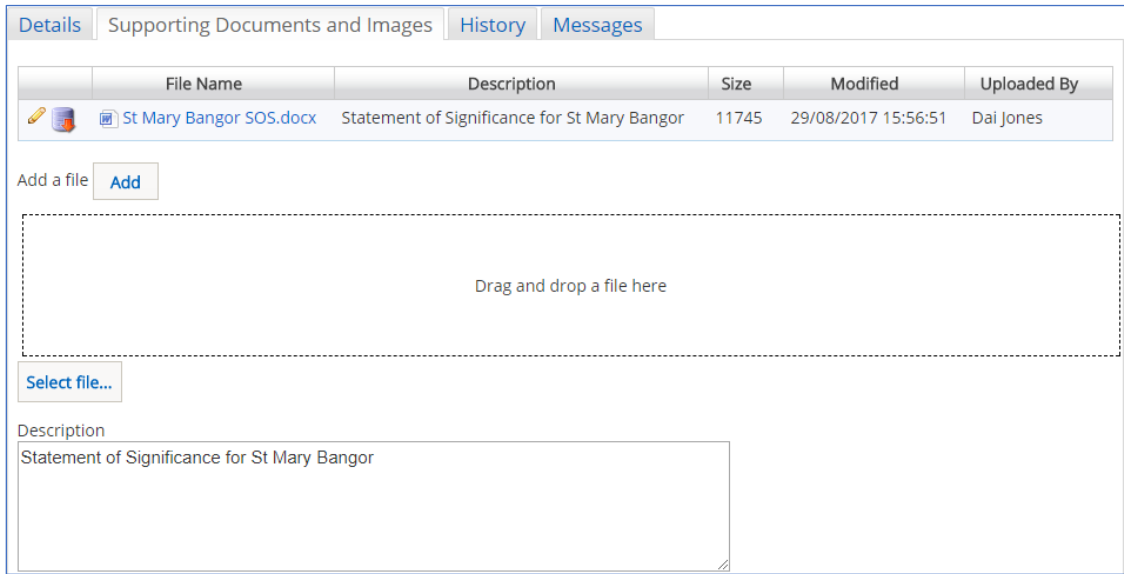 Details Supporting Documents and Images History Messages
File Name Description Size Modified Uploaded By
St Mary Bangor SOS.docx Statement of Significance for St Mary Bangor 11745 29/08/2017 15:56:51 Dai Jones
Add a file Add
Drag and drop a file here
Select file...
Description
Statement of Significance for St Mary Bangor